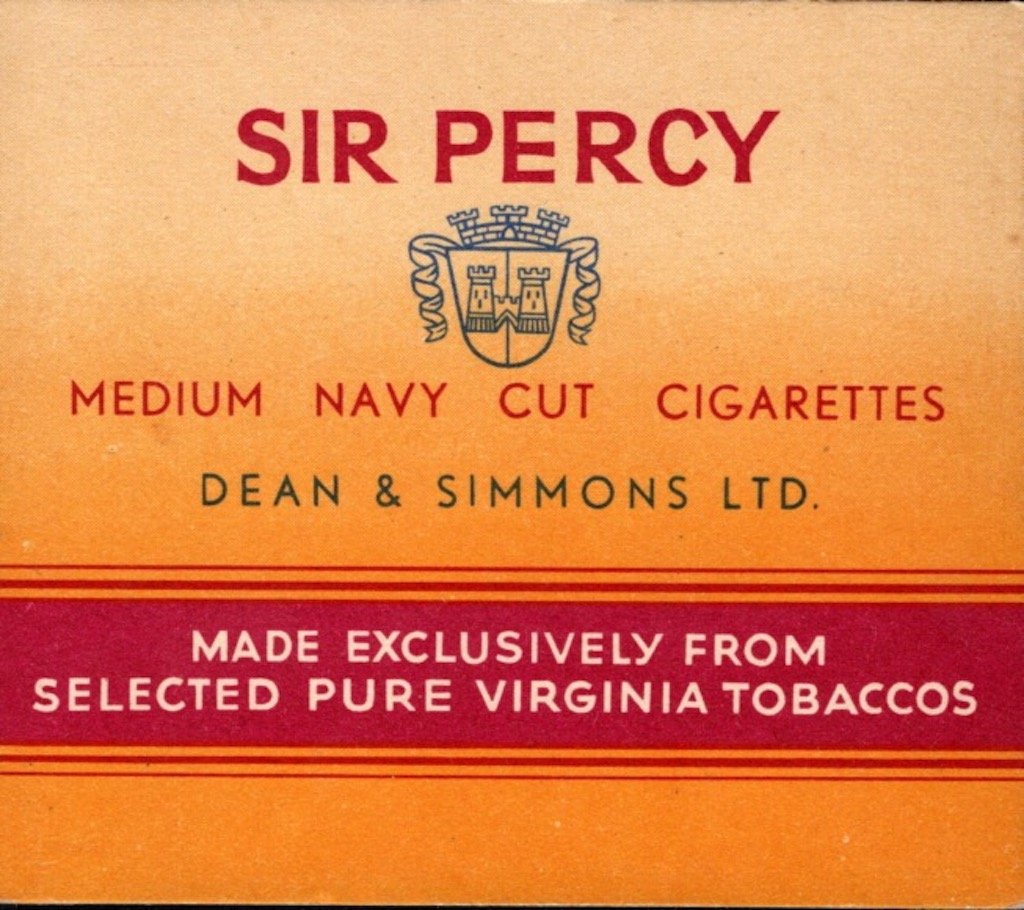 SIR PERCY
MEDIUM NAVY CUT CIGARETTES
DEAN & SIMMONS LTD.
MADE EXCLUSIVELY FROM
SELECTED PURE VIRGINIA TOBACCOS